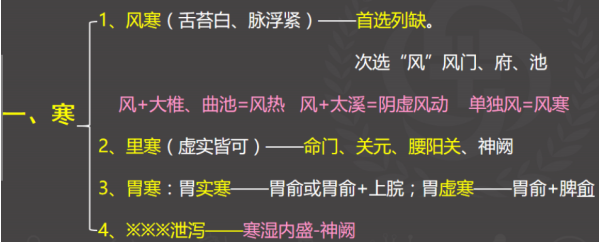 1、风寒（舌苔白、脉浮紧）——首选列缺。
次选“风”风门、府、池
一、寒
风+大椎、曲池=风热 风+太溪=阴虚风动 单独风=风寒
2、里寒（虚实皆可）——命门、关元、腰阳关、神阙
3、胃寒：胃实寒——胃俞或胃俞+上脘；胃虚寒——胃俞+脾俞
4、※※※泄泻——寒湿内盛-神阙